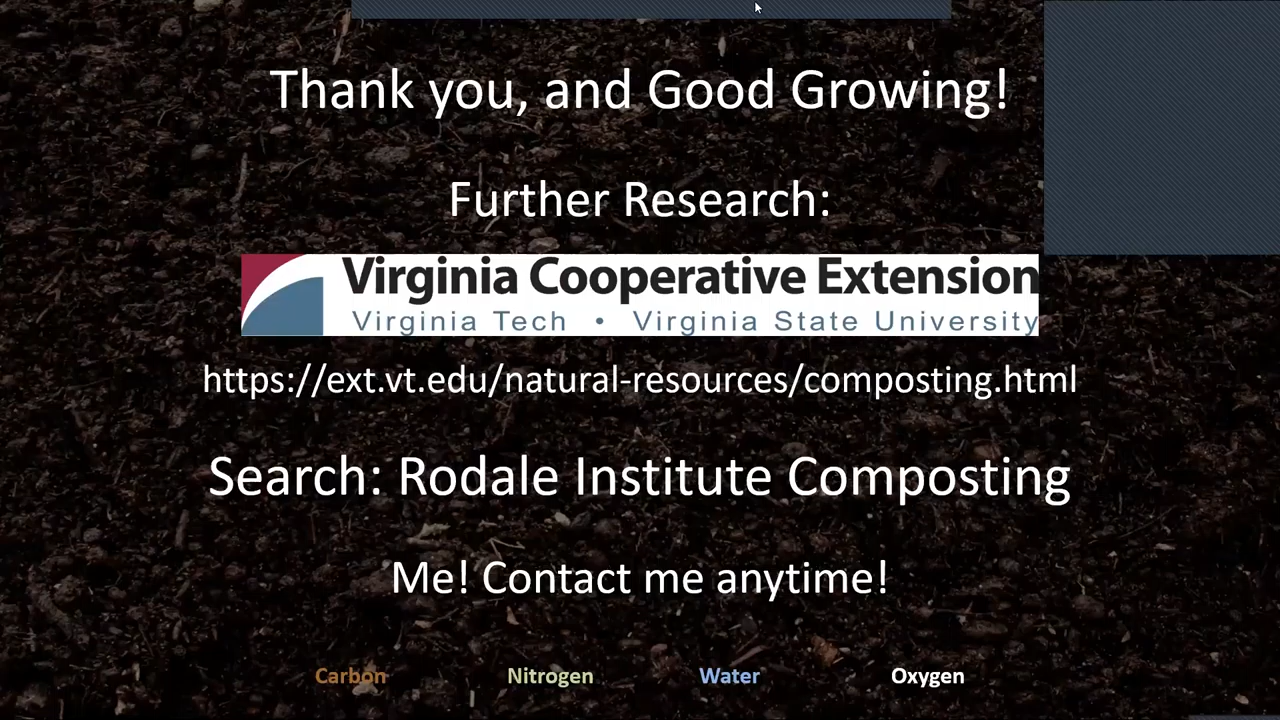 Thank you, and Good Growing!
Further Research:
Virginia Cooperative Extension
Virginia Tech • Virginia State University
https://ext.vt.edu/natural-resources/composting.html
Search: Rodale Institute Composting
Me! Contact me anytime!
Carbon Nitrogen Water Oxygen